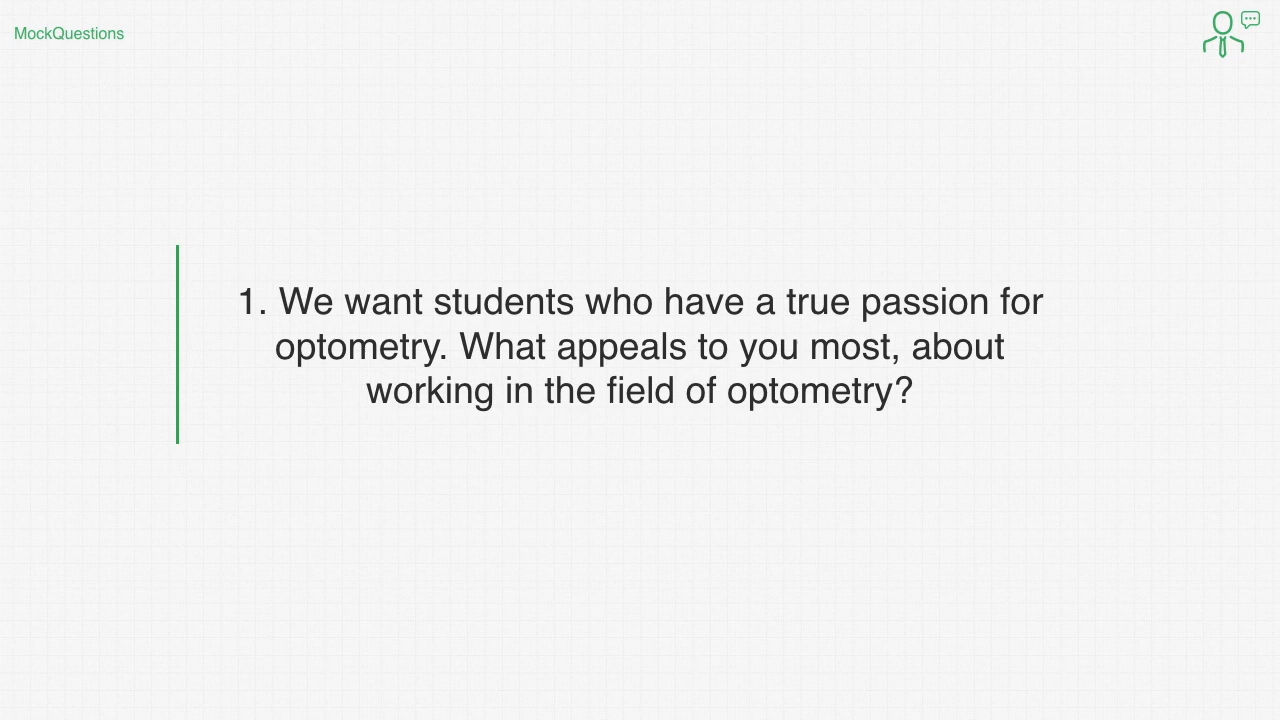 MockQuestions
1. We want students who have a true passion for
optometry. What appeals to you most, about
working in the field of optometry?